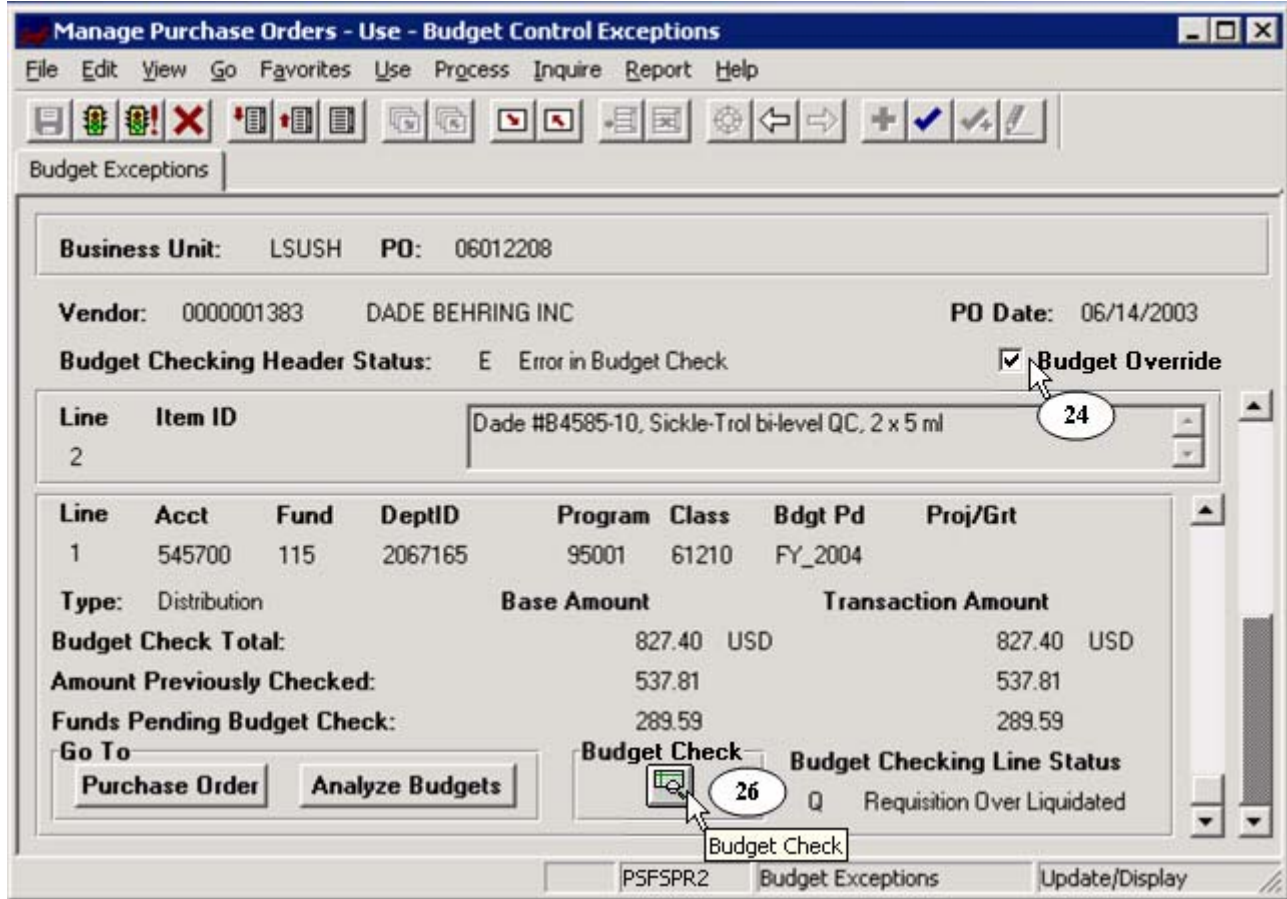 Manage Purchase Orders - Use - Budget Control Exceptions
File Edit View Go Favorites Use Process Inquire Report Help
Budget Exceptions
Business Unit: LSUSH PO: 06012208
Vendor: 0000001383 DADE BEHRING INC PO Date: 06/14/2003
Budget Checking Header Status: E Error in Budget Check Budget Override
24
Line Item ID Dade #B4585-10, Sickle-Trol bi-level QC, 2 x 5 ml
2
Line Acct Fund DeptID Program Class Bdgt Pd Proj/Grt
1 545700 115 2067165 95001 61210 FY_2004
Type: Distribution Base Amount Transaction Amount
Budget Check Total: 827.40 USD 827.40 USD
Amount Previously Checked: 537.81 537.81
Funds Pending Budget Check: 289.59 289.59
Go To Budget Check Budget Checking Line Status
Purchase Order Analyze Budgets 26 Q Requisition Over Liquidated
Budget Check
PSFSPR2 Budget Exceptions Update/Display